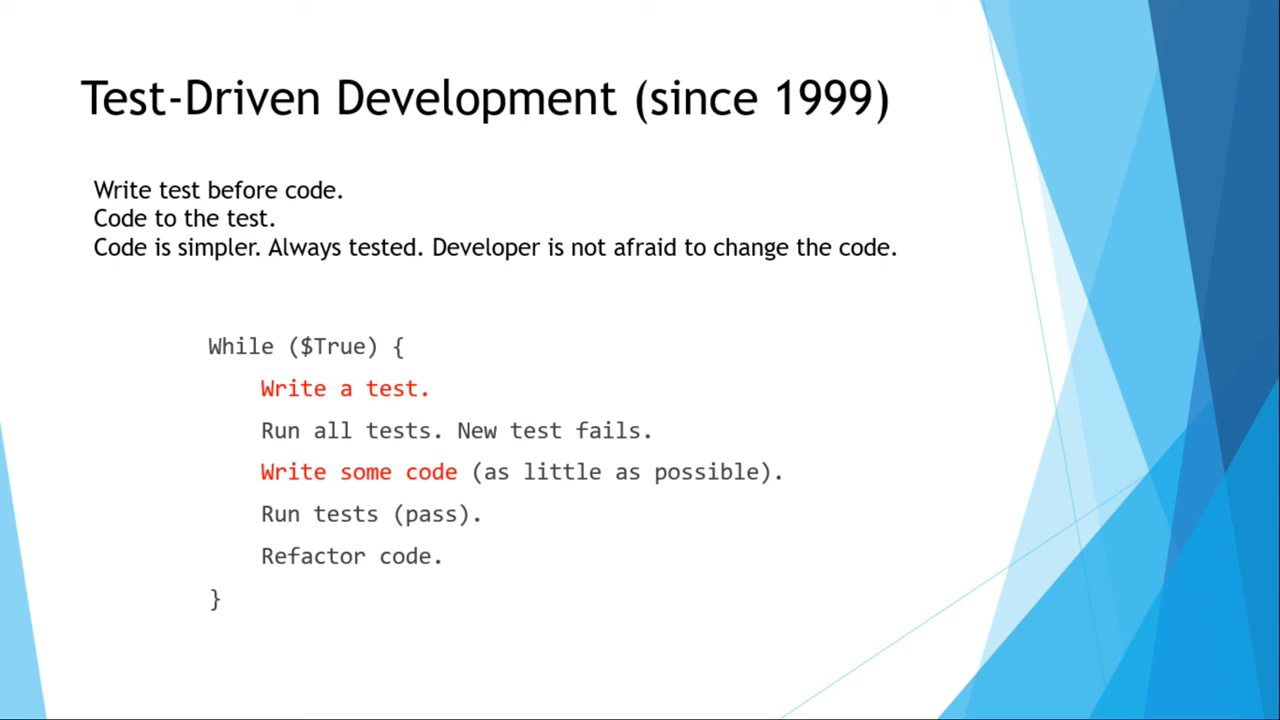 Test-Driven Development (since 1999)
Write test before code.
Code to the test.
Code is simpler. Always tested. Developer is not afraid to change the code.
While ($True) {
Write a test.
Run all tests. New test fails.
Write some code (as little as possible).
Run tests (pass).
Refactor code.
}